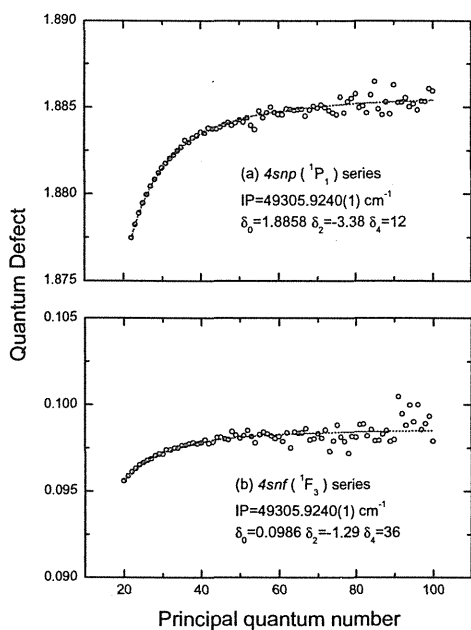 Quantum Defect
1.890
1.885
1.880
1.875
(a) 4snp ( ¹P₁ ) series
IP=49305.9240(1) cm⁻¹
δ₀=1.8858 δ₂=-3.38 δ₄=12
0.105
0.100
0.095
0.090
(b) 4snf ( ¹F₃ ) series
IP=49305.9240(1) cm⁻¹
δ₀=0.0986 δ₂=-1.29 δ₄=36
20 40 60 80 100
Principal quantum number